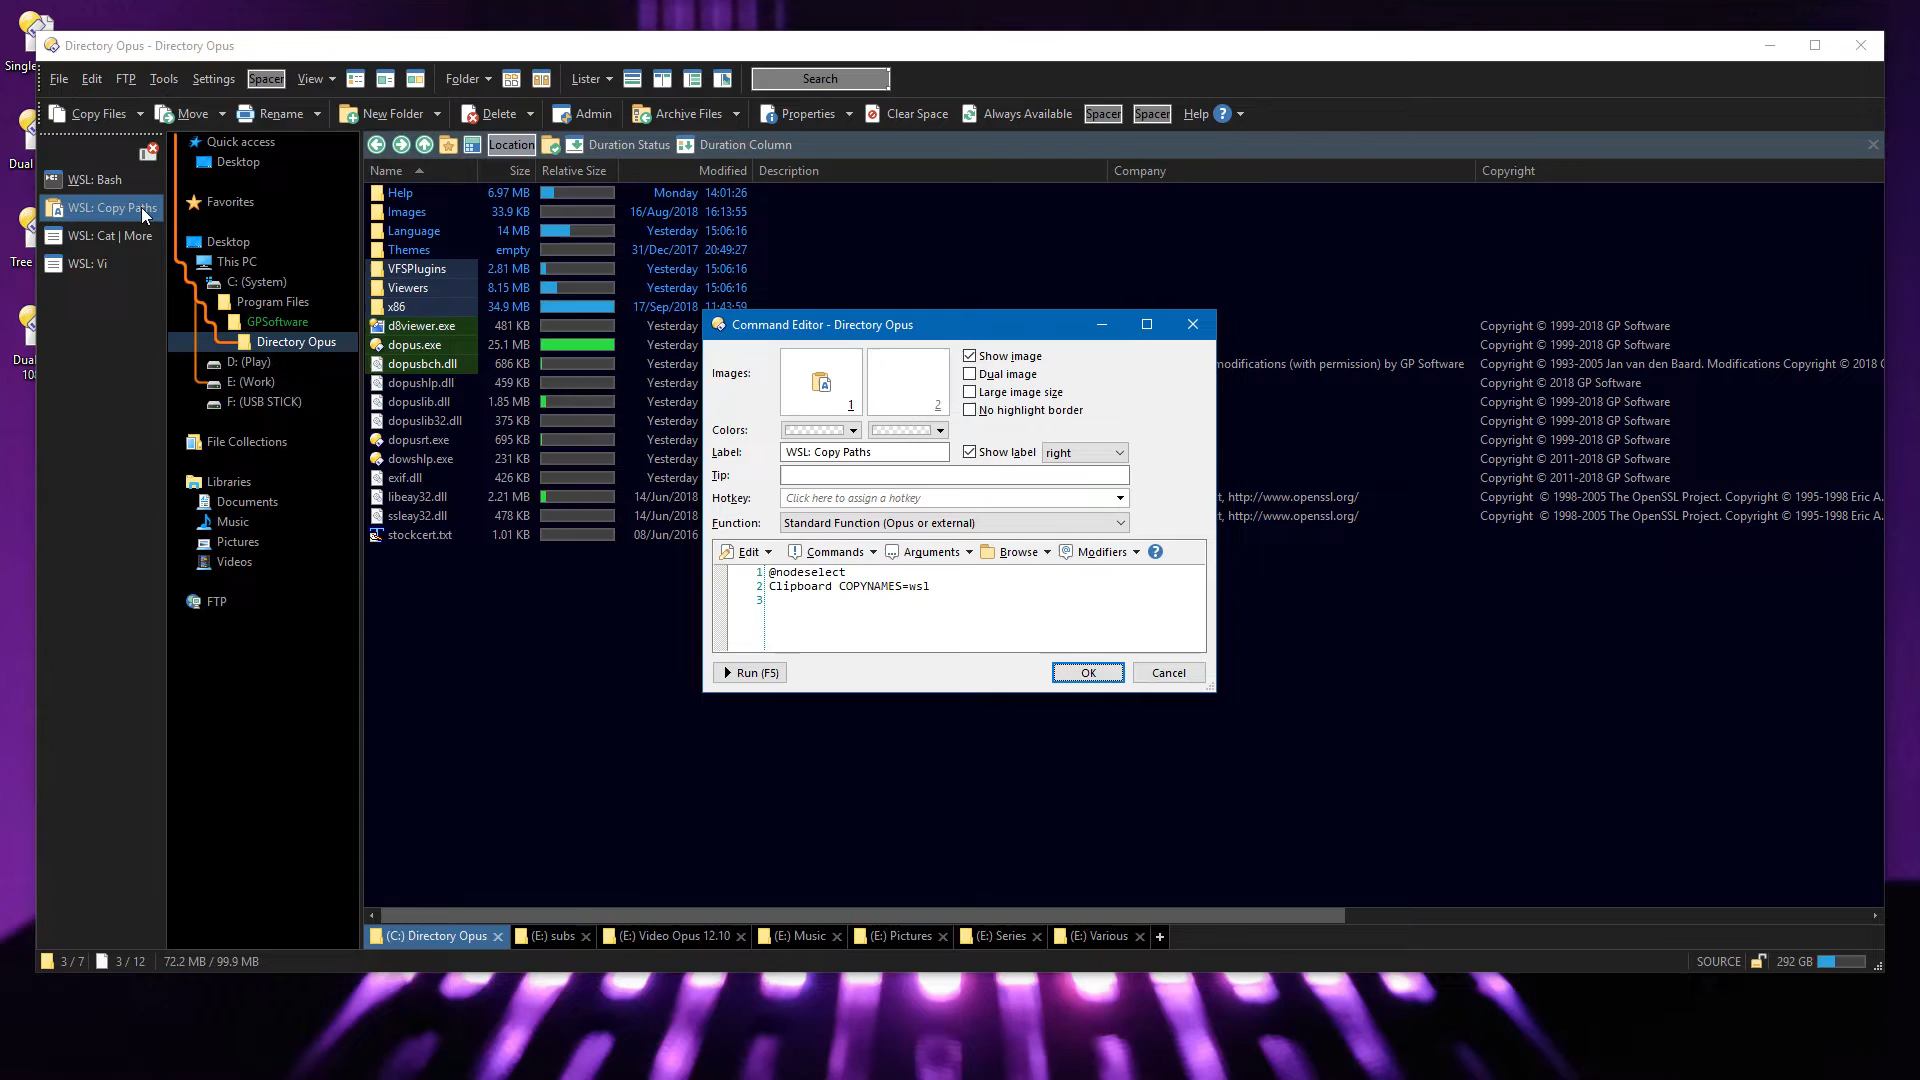 Single
Dual
Tree
Dual
108
Directory Opus - Directory Opus
File Edit FTP Tools Settings Spacer View Folder Lister Search
Copy Files Move Rename New Folder Delete Admin Archive Files Properties Clear Space Always Available Spacer Spacer Help
WSL: Bash
WSL: Copy Paths
WSL: Cat | More
WSL: Vi
Quick access
Desktop
Favorites
Desktop
This PC
C: (System)
Program Files
GPSoftware
Directory Opus
D: (Play)
E: (Work)
F: (USB STICK)
File Collections
Libraries
Documents
Music
Pictures
Videos
FTP
Location Duration Status Duration Column
Name Size Relative Size Modified Description Company Copyright
Help 6.97 MB Monday 14:01:26
Images 33.9 KB 16/Aug/2018 16:13:55
Language 14 MB Yesterday 15:06:16
Themes empty 31/Dec/2017 20:49:27
VFSPlugins 2.81 MB Yesterday 15:06:16
Viewers 8.15 MB Yesterday 15:06:16
x86 34.9 MB 17/Sep/2018 11:43:59
d8viewer.exe 481 KB Yesterday Copyright © 1999-2018 GP Software
dopus.exe 25.1 MB Yesterday Copyright © 1999-2018 GP Software
dopusbch.dll 686 KB Yesterday modifications (with permission) by GP Software Copyright © 1993-2005 Jan van den Baard. Modifications Copyright © 2018 G
dopushlp.dll 459 KB Yesterday Copyright © 2018 GP Software
dopuslib.dll 1.85 MB Yesterday Copyright © 1999-2018 GP Software
dopuslib32.dll 375 KB Yesterday Copyright © 1999-2018 GP Software
dopusrt.exe 695 KB Yesterday Copyright © 1999-2018 GP Software
dowshlp.exe 231 KB Yesterday Copyright © 2011-2018 GP Software
exif.dll 426 KB Yesterday Copyright © 2011-2018 GP Software
libeay32.dll 2.21 MB 14/Jun/2018 t, http://www.openssl.org/ Copyright © 1998-2005 The OpenSSL Project. Copyright © 1995-1998 Eric A.
ssleay32.dll 478 KB 14/Jun/2018 t, http://www.openssl.org/ Copyright © 1998-2005 The OpenSSL Project. Copyright © 1995-1998 Eric A.
stockcert.txt 1.01 KB 08/Jun/2016
Command Editor - Directory Opus
Images: 1 2
Show image
Dual image
Large image size
No highlight border
Colors:
Label: WSL: Copy Paths Show label right
Tip:
Hotkey: Click here to assign a hotkey
Function: Standard Function (Opus or external)
Edit Commands Arguments Browse Modifiers
1 @nodeselect
2 Clipboard COPYNAMES=wsl
3
Run (F5) OK Cancel
(C:) Directory Opus (E:) subs (E:) Video Opus 12.10 (E:) Music (E:) Pictures (E:) Series (E:) Various
3 / 7 3 / 12 72.2 MB / 99.9 MB SOURCE 292 GB